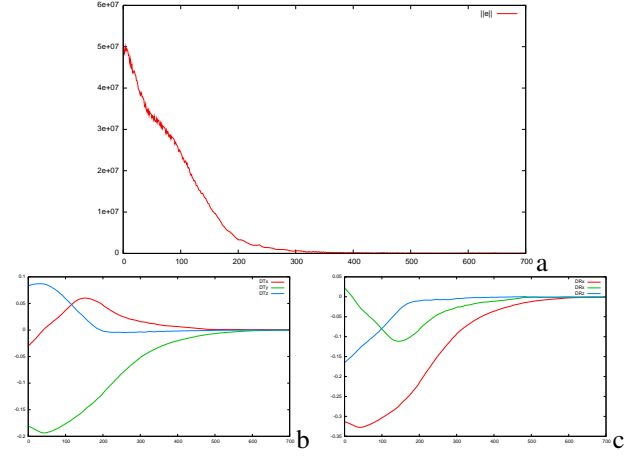 6e+07
||e||
5e+07
4e+07
3e+07
2e+07
1e+07
0
0 100 200 300 400 500 600 700
a
0.1
DTx
DTy
DTz
0.05
0
-0.05
-0.1
-0.15
-0.2
0 100 200 300 400 500 600 700
b
0.05
DRx
DRx
DRz
0
-0.05
-0.1
-0.15
-0.2
-0.25
-0.3
-0.35
0 100 200 300 400 500 600 700
c